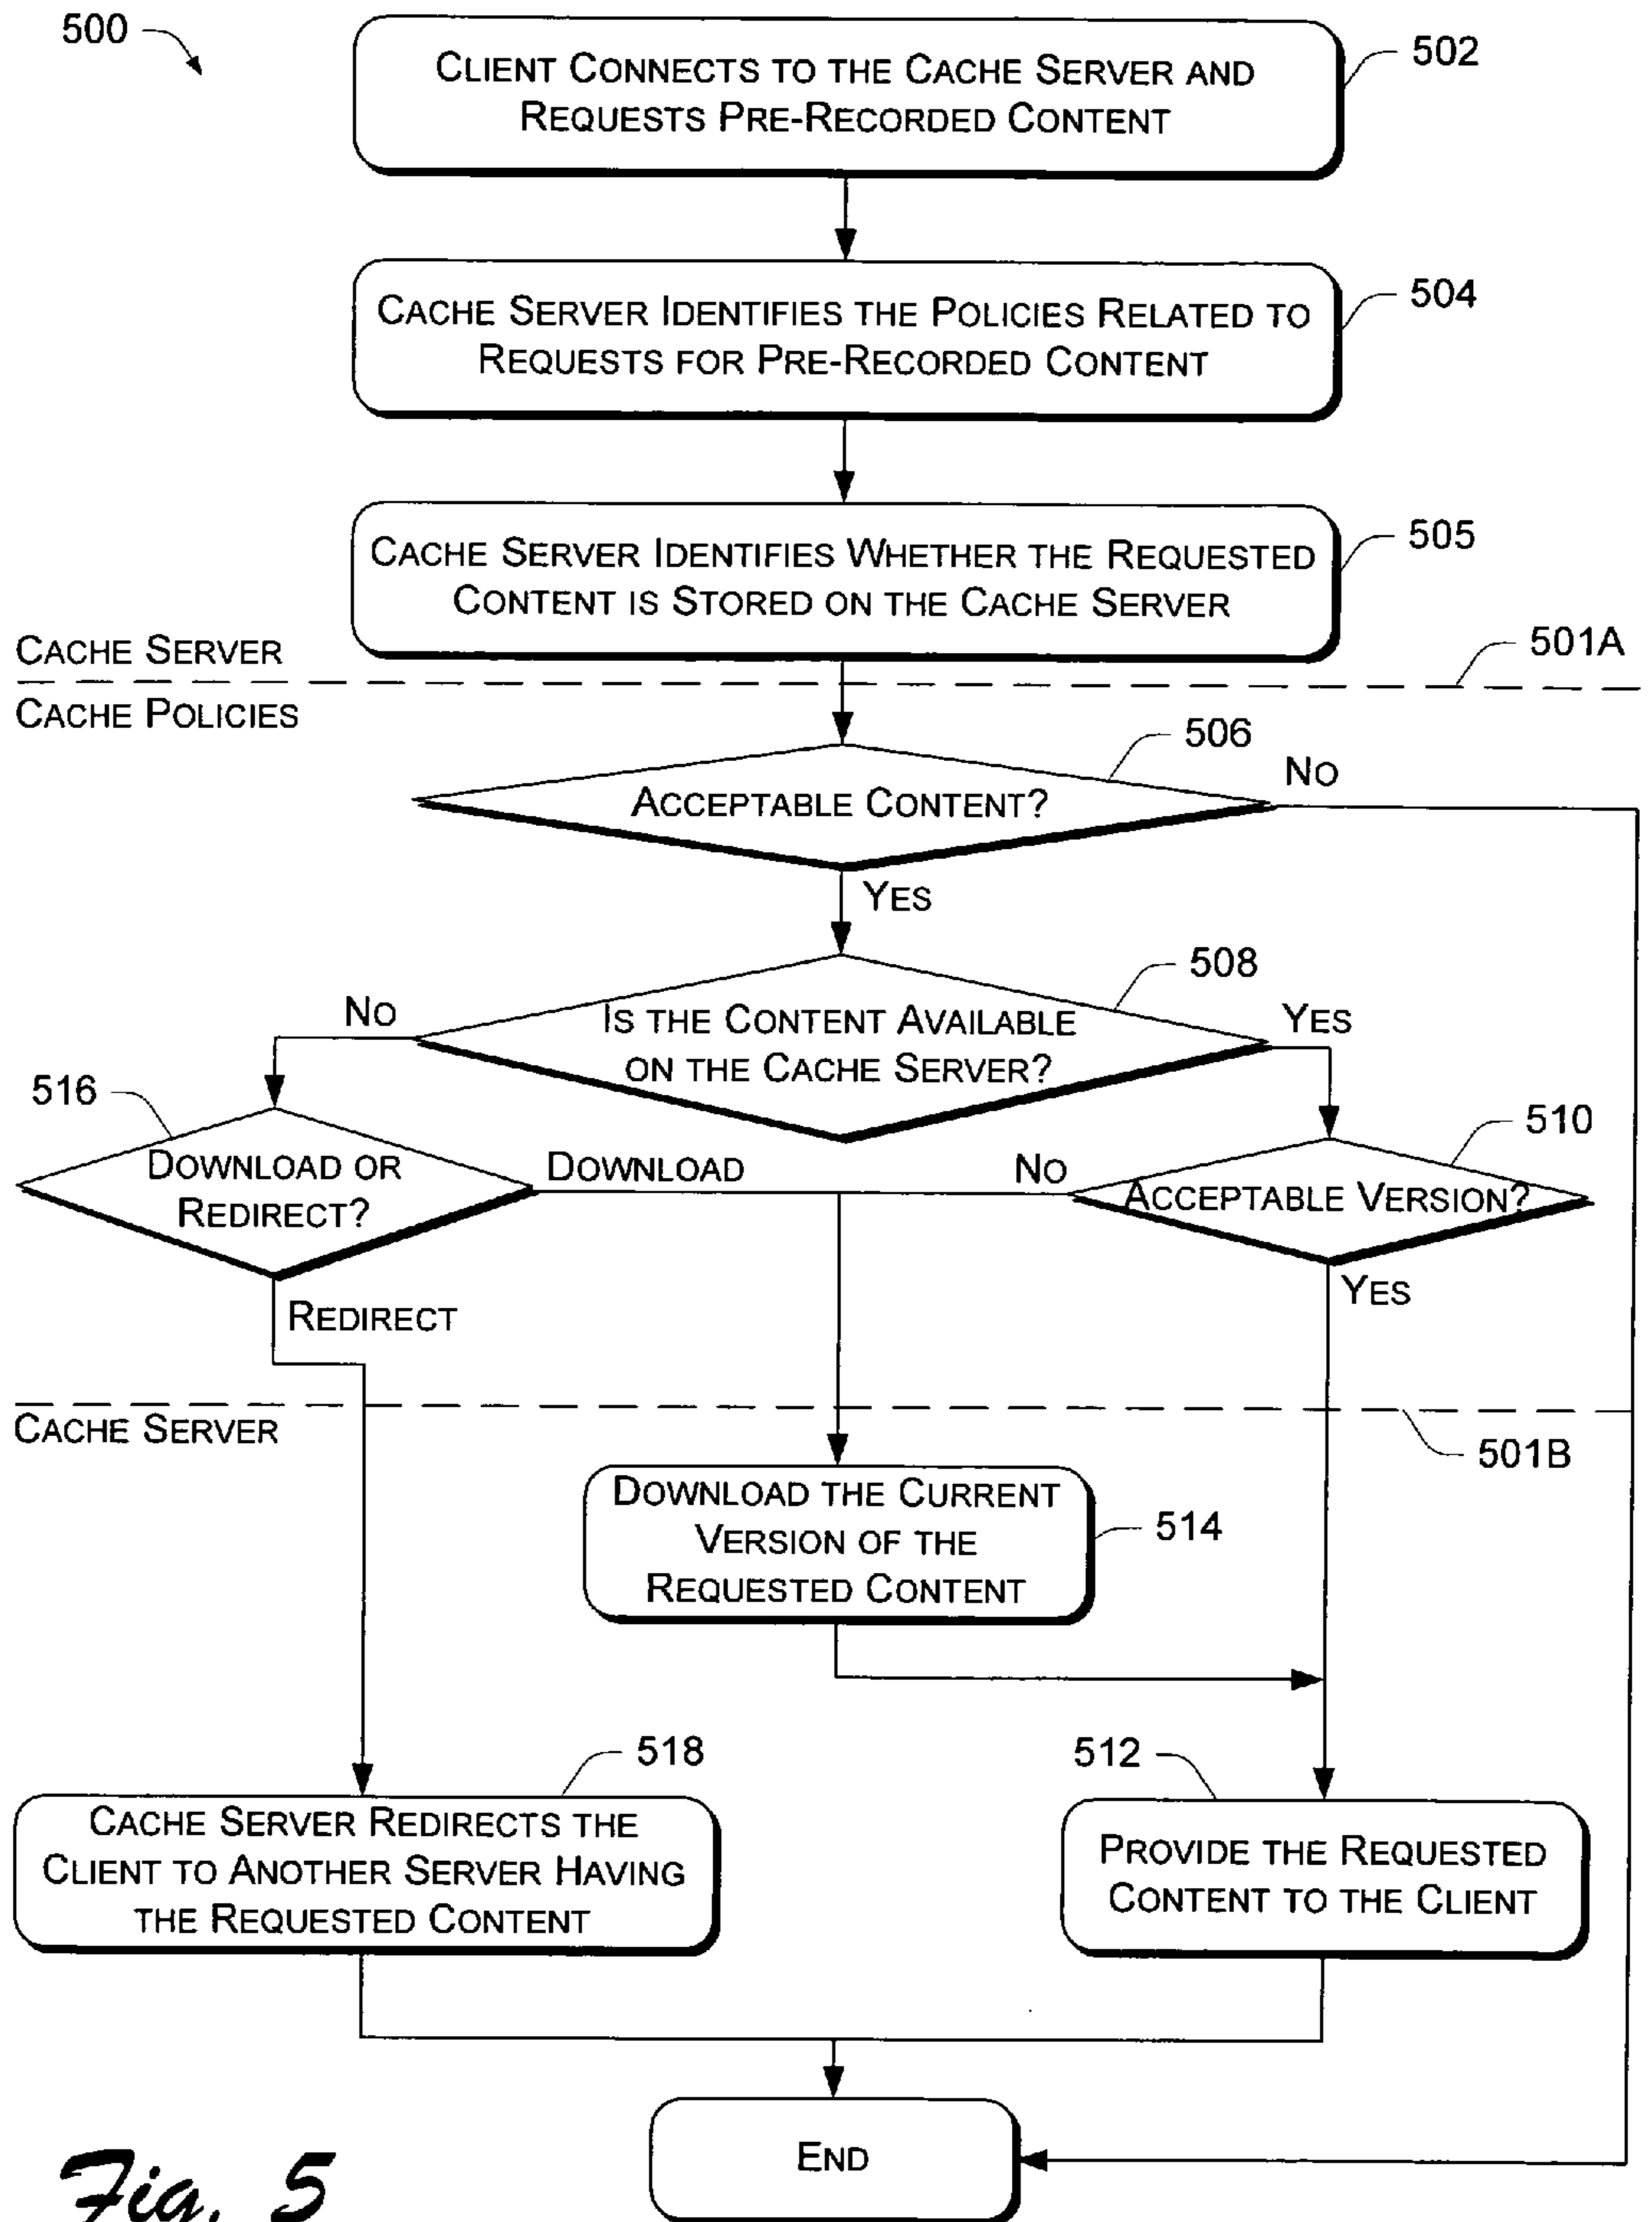 500
CLIENT CONNECTS TO THE CACHE SERVER AND
REQUESTS PRE-RECORDED CONTENT
502
CACHE SERVER IDENTIFIES THE POLICIES RELATED TO
REQUESTS FOR PRE-RECORDED CONTENT
504
CACHE SERVER IDENTIFIES WHETHER THE REQUESTED
CONTENT IS STORED ON THE CACHE SERVER
505
CACHE SERVER
501A
CACHE POLICIES
506
ACCEPTABLE CONTENT?
NO
YES
508
IS THE CONTENT AVAILABLE
ON THE CACHE SERVER?
NO
YES
516
DOWNLOAD OR
REDIRECT?
DOWNLOAD
NO
510
ACCEPTABLE VERSION?
REDIRECT
YES
CACHE SERVER
501B
DOWNLOAD THE CURRENT
VERSION OF THE
REQUESTED CONTENT
514
518
CACHE SERVER REDIRECTS THE
CLIENT TO ANOTHER SERVER HAVING
THE REQUESTED CONTENT
512
PROVIDE THE REQUESTED
CONTENT TO THE CLIENT
END
Fig. 5